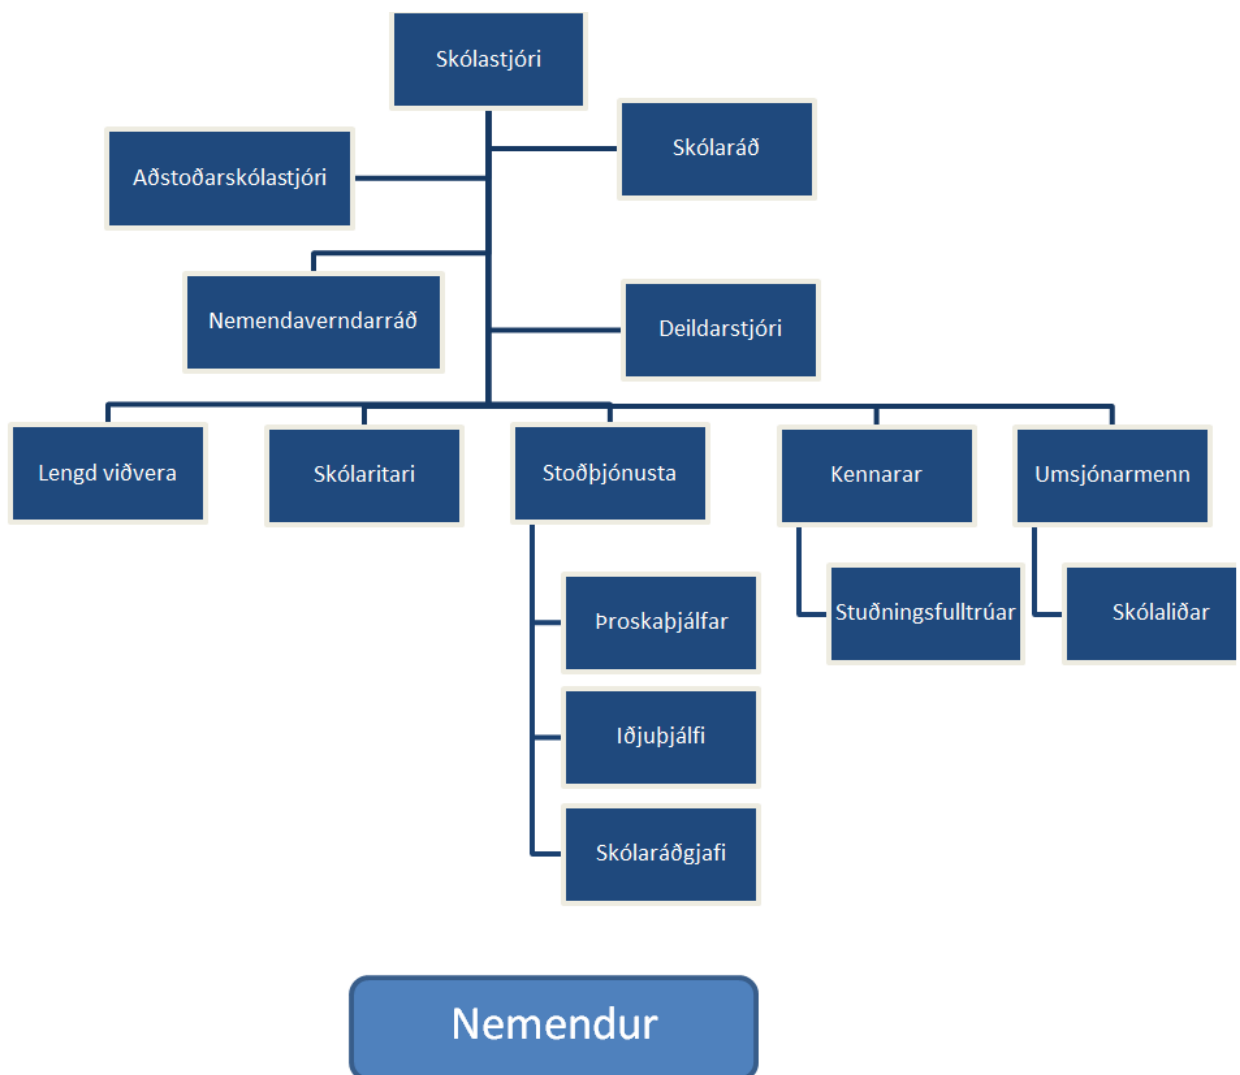 Skólastjóri
Skólaráð
Aðstoðarskólastjóri
Nemendaverndarráð
Deildarstjóri
Lengd viðvera
Skólaritari
Stoðþjónusta
Kennarar
Umsjónarmenn
Stuðningsfulltrúar
Skólaliðar
Þroskaþjálfar
Iðjuþjálfi
Skólaráðgjafi
Nemendur